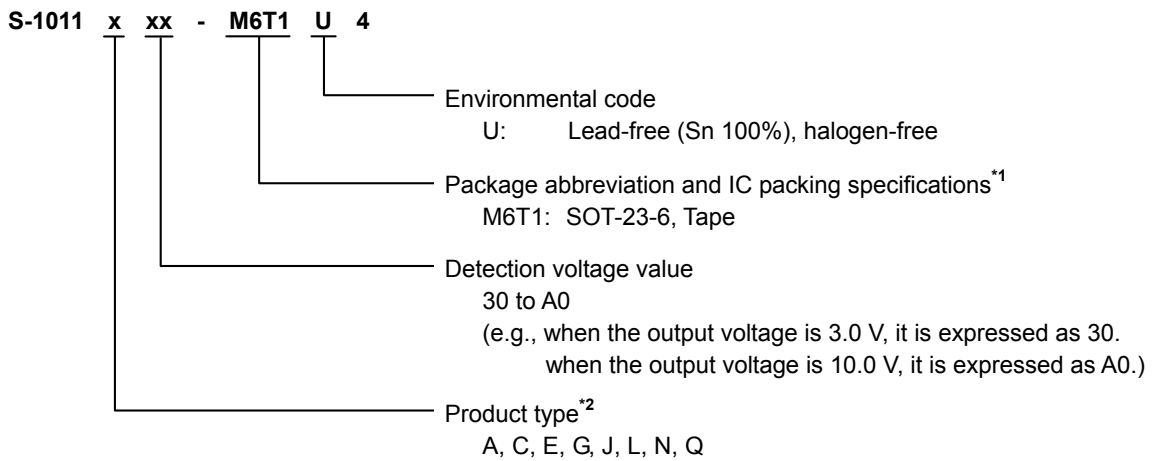 S-1011 x xx - M6T1 U 4
Environmental code
U: Lead-free (Sn 100%), halogen-free
Package abbreviation and IC packing specifications*1
M6T1: SOT-23-6, Tape
Detection voltage value
30 to A0
(e.g., when the output voltage is 3.0 V, it is expressed as 30.
when the output voltage is 10.0 V, it is expressed as A0.)
Product type*2
A, C, E, G, J, L, N, Q